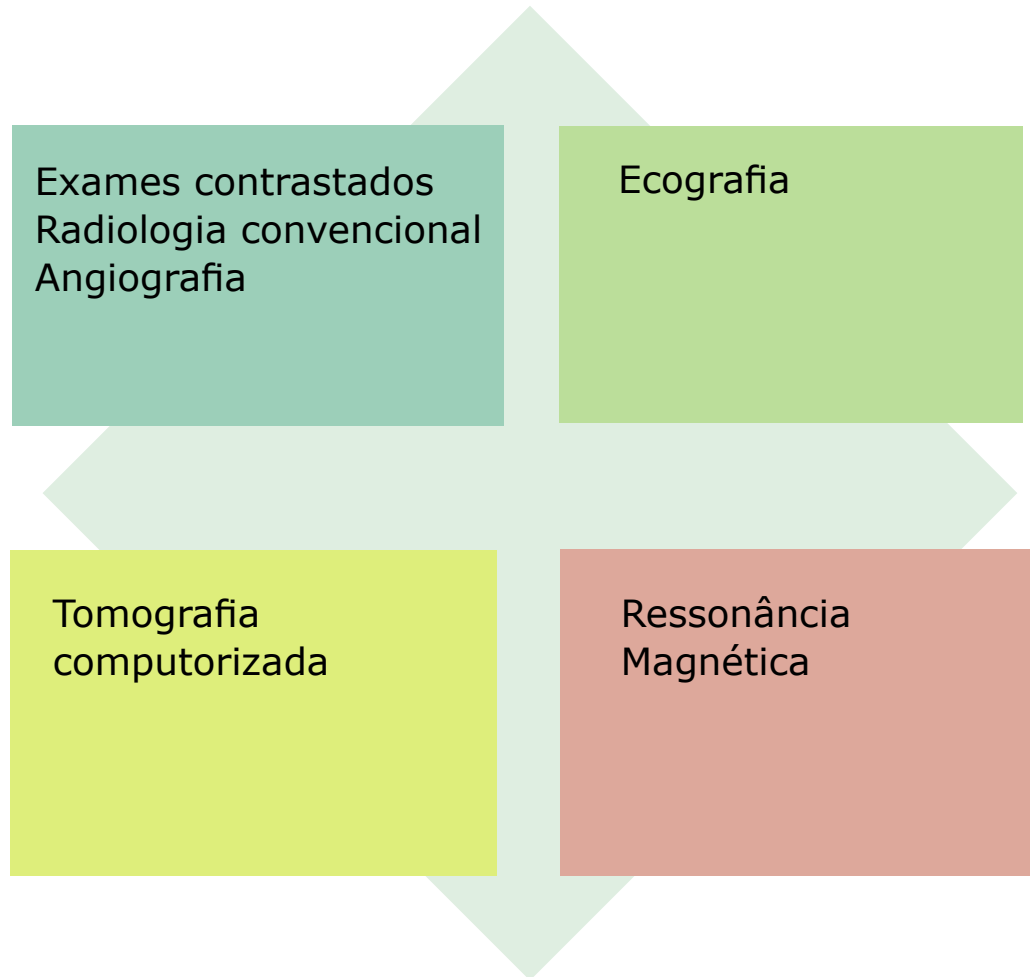 Exames contrastados
Radiologia convencional
Angiografia
Ecografia
Tomografia
computorizada
Ressonância
Magnética